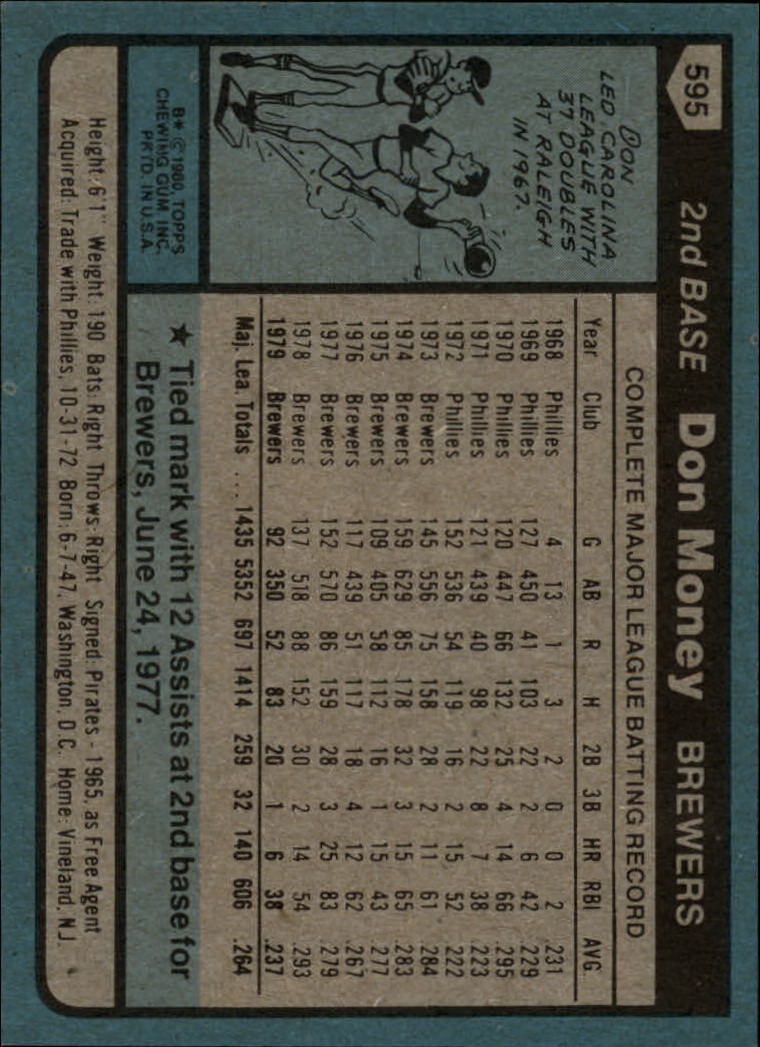 595
2nd BASE Don Money BREWERS
DON
LED CAROLINA
LEAGUE WITH
37 DOUBLES
AT RALEIGH
IN 1967.
B* © 1980 TOPPS
CHEWING GUM INC.
PRTD. IN U.S.A.
COMPLETE MAJOR LEAGUE BATTING RECORD
Year Club G AB R H 2B 3B HR RBI AVG.
1968 Phillies 4 13 1 3 2 0 0 2 .231
1969 Phillies 127 450 41 103 22 2 6 42 .229
1970 Phillies 120 447 66 132 25 4 14 66 .295
1971 Phillies 121 439 40 98 22 8 7 38 .223
1972 Phillies 152 536 54 119 16 2 15 52 .222
1973 Brewers 145 556 75 158 28 2 11 61 .284
1974 Brewers 159 629 85 178 32 3 15 65 .283
1975 Brewers 109 405 58 112 16 1 15 43 .277
1976 Brewers 117 439 51 117 18 4 12 62 .267
1977 Brewers 152 570 86 159 28 3 25 83 .279
1978 Brewers 137 518 88 152 30 2 14 54 .293
1979 Brewers 92 350 52 83 20 1 6 38 .237
Maj. Lea. Totals ... 1435 5352 697 1414 259 32 140 606 .264
★ Tied mark with 12 Assists at 2nd base for
Brewers, June 24, 1977.
Height: 6'1" Weight: 190 Bats: Right Throws: Right Signed: Pirates - 1965, as Free Agent
Acquired: Trade with Phillies, 10-31-72 Born: 6-7-47, Washington, D.C. Home: Vineland, N.J.